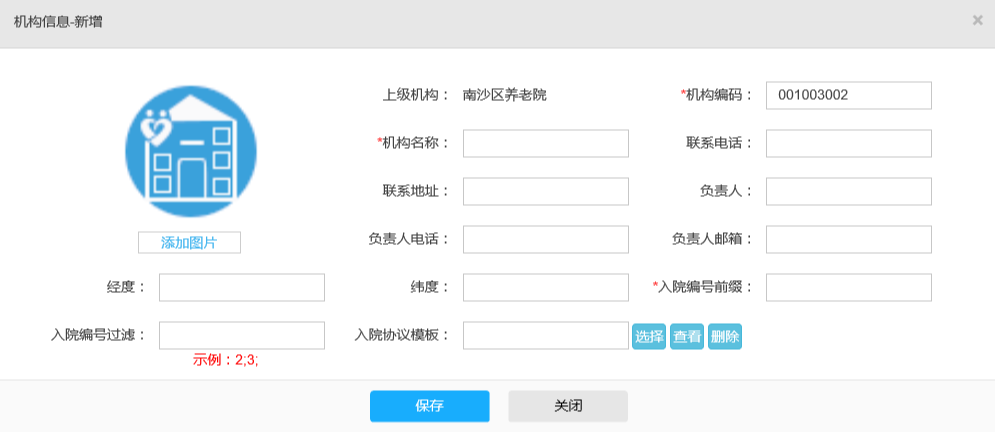 机构信息-新增 ×
上级机构： 南沙区养老院 *机构编码： 001003002
*机构名称： 联系电话：
联系地址： 负责人：
添加图片 负责人电话： 负责人邮箱：
经度： 纬度： *入院编号前缀：
入院编号过滤： 入院协议模板： 选择 查看 删除
示例：2;3;
保存 关闭